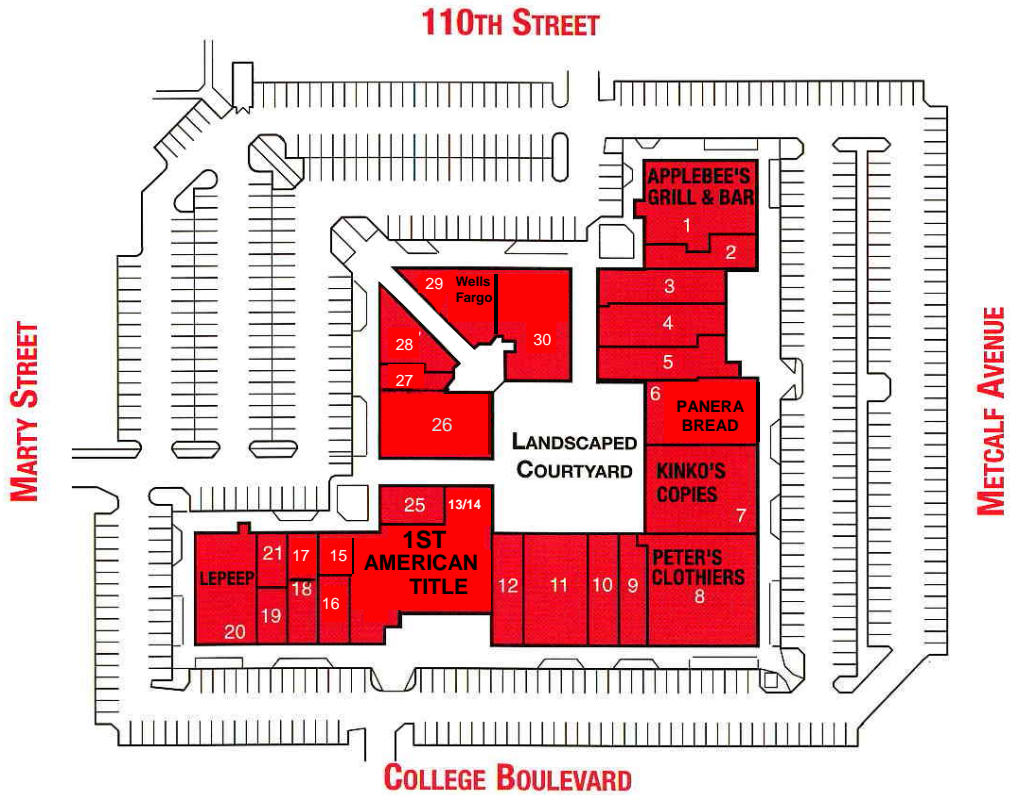 110TH STREET
APPLEBEE'S
GRILL & BAR
1
2
29
Wells
Fargo
3
4
30
28
5
27
6
PANERA
BREAD
26
LANDSCAPED
COURTYARD
KINKO'S
COPIES
7
MARTY STREET
METCALF AVENUE
25
13/14
1ST
AMERICAN
TITLE
LEPEEP
21
17
15
18
16
19
20
12
11
10
9
PETER'S
CLOTHIERS
8
COLLEGE BOULEVARD